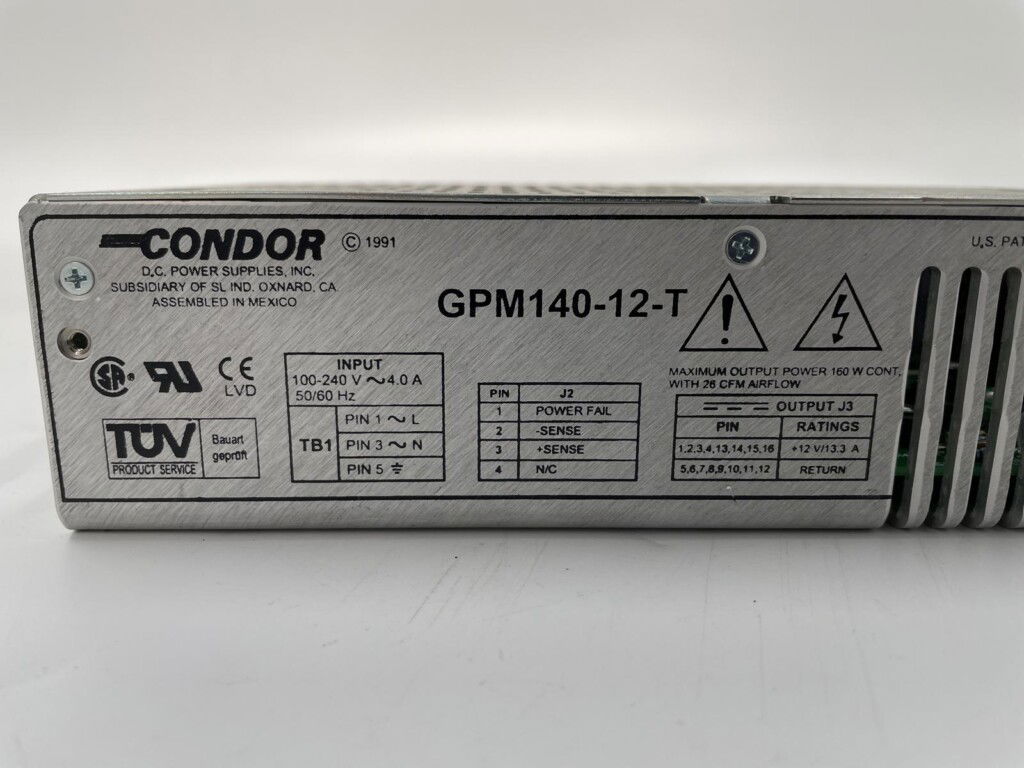 CONDOR © 1991
D.C. POWER SUPPLIES, INC.
SUBSIDIARY OF SL IND. OXNARD, CA
ASSEMBLED IN MEXICO
U.S. PAT
GPM140-12-T
SA ®
RU
CE
LVD
TÜV
PRODUCT SERVICE
Bauart
geprüft
INPUT
100-240 V ~ 4.0 A
50/60 Hz
TB1
PIN 1 ~ L
PIN 3 ~ N
PIN 5 ⏚
PIN J2
1 POWER FAIL
2 -SENSE
3 +SENSE
4 N/C
MAXIMUM OUTPUT POWER 160 W CONT,
WITH 26 CFM AIRFLOW
OUTPUT J3
PIN RATINGS
1,2,3,4,13,14,15,16 +12 V/13.3 A
5,6,7,8,9,10,11,12 RETURN